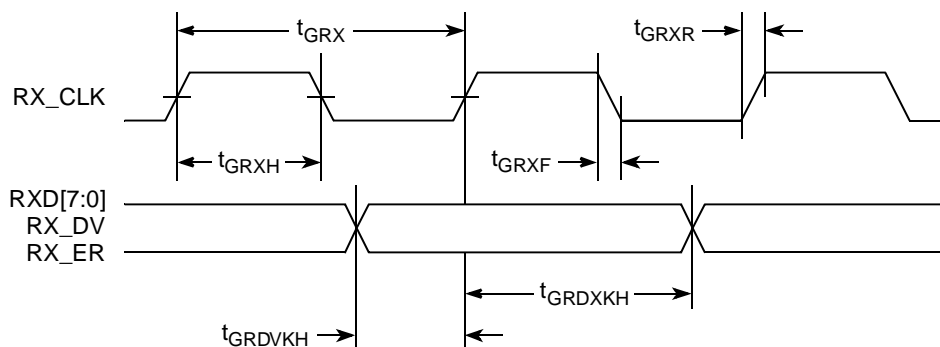 tGRX
tGRXR
RX_CLK
tGRXH
tGRXF
RXD[7:0]
RX_DV
RX_ER
tGRDXKH
tGRDVKH